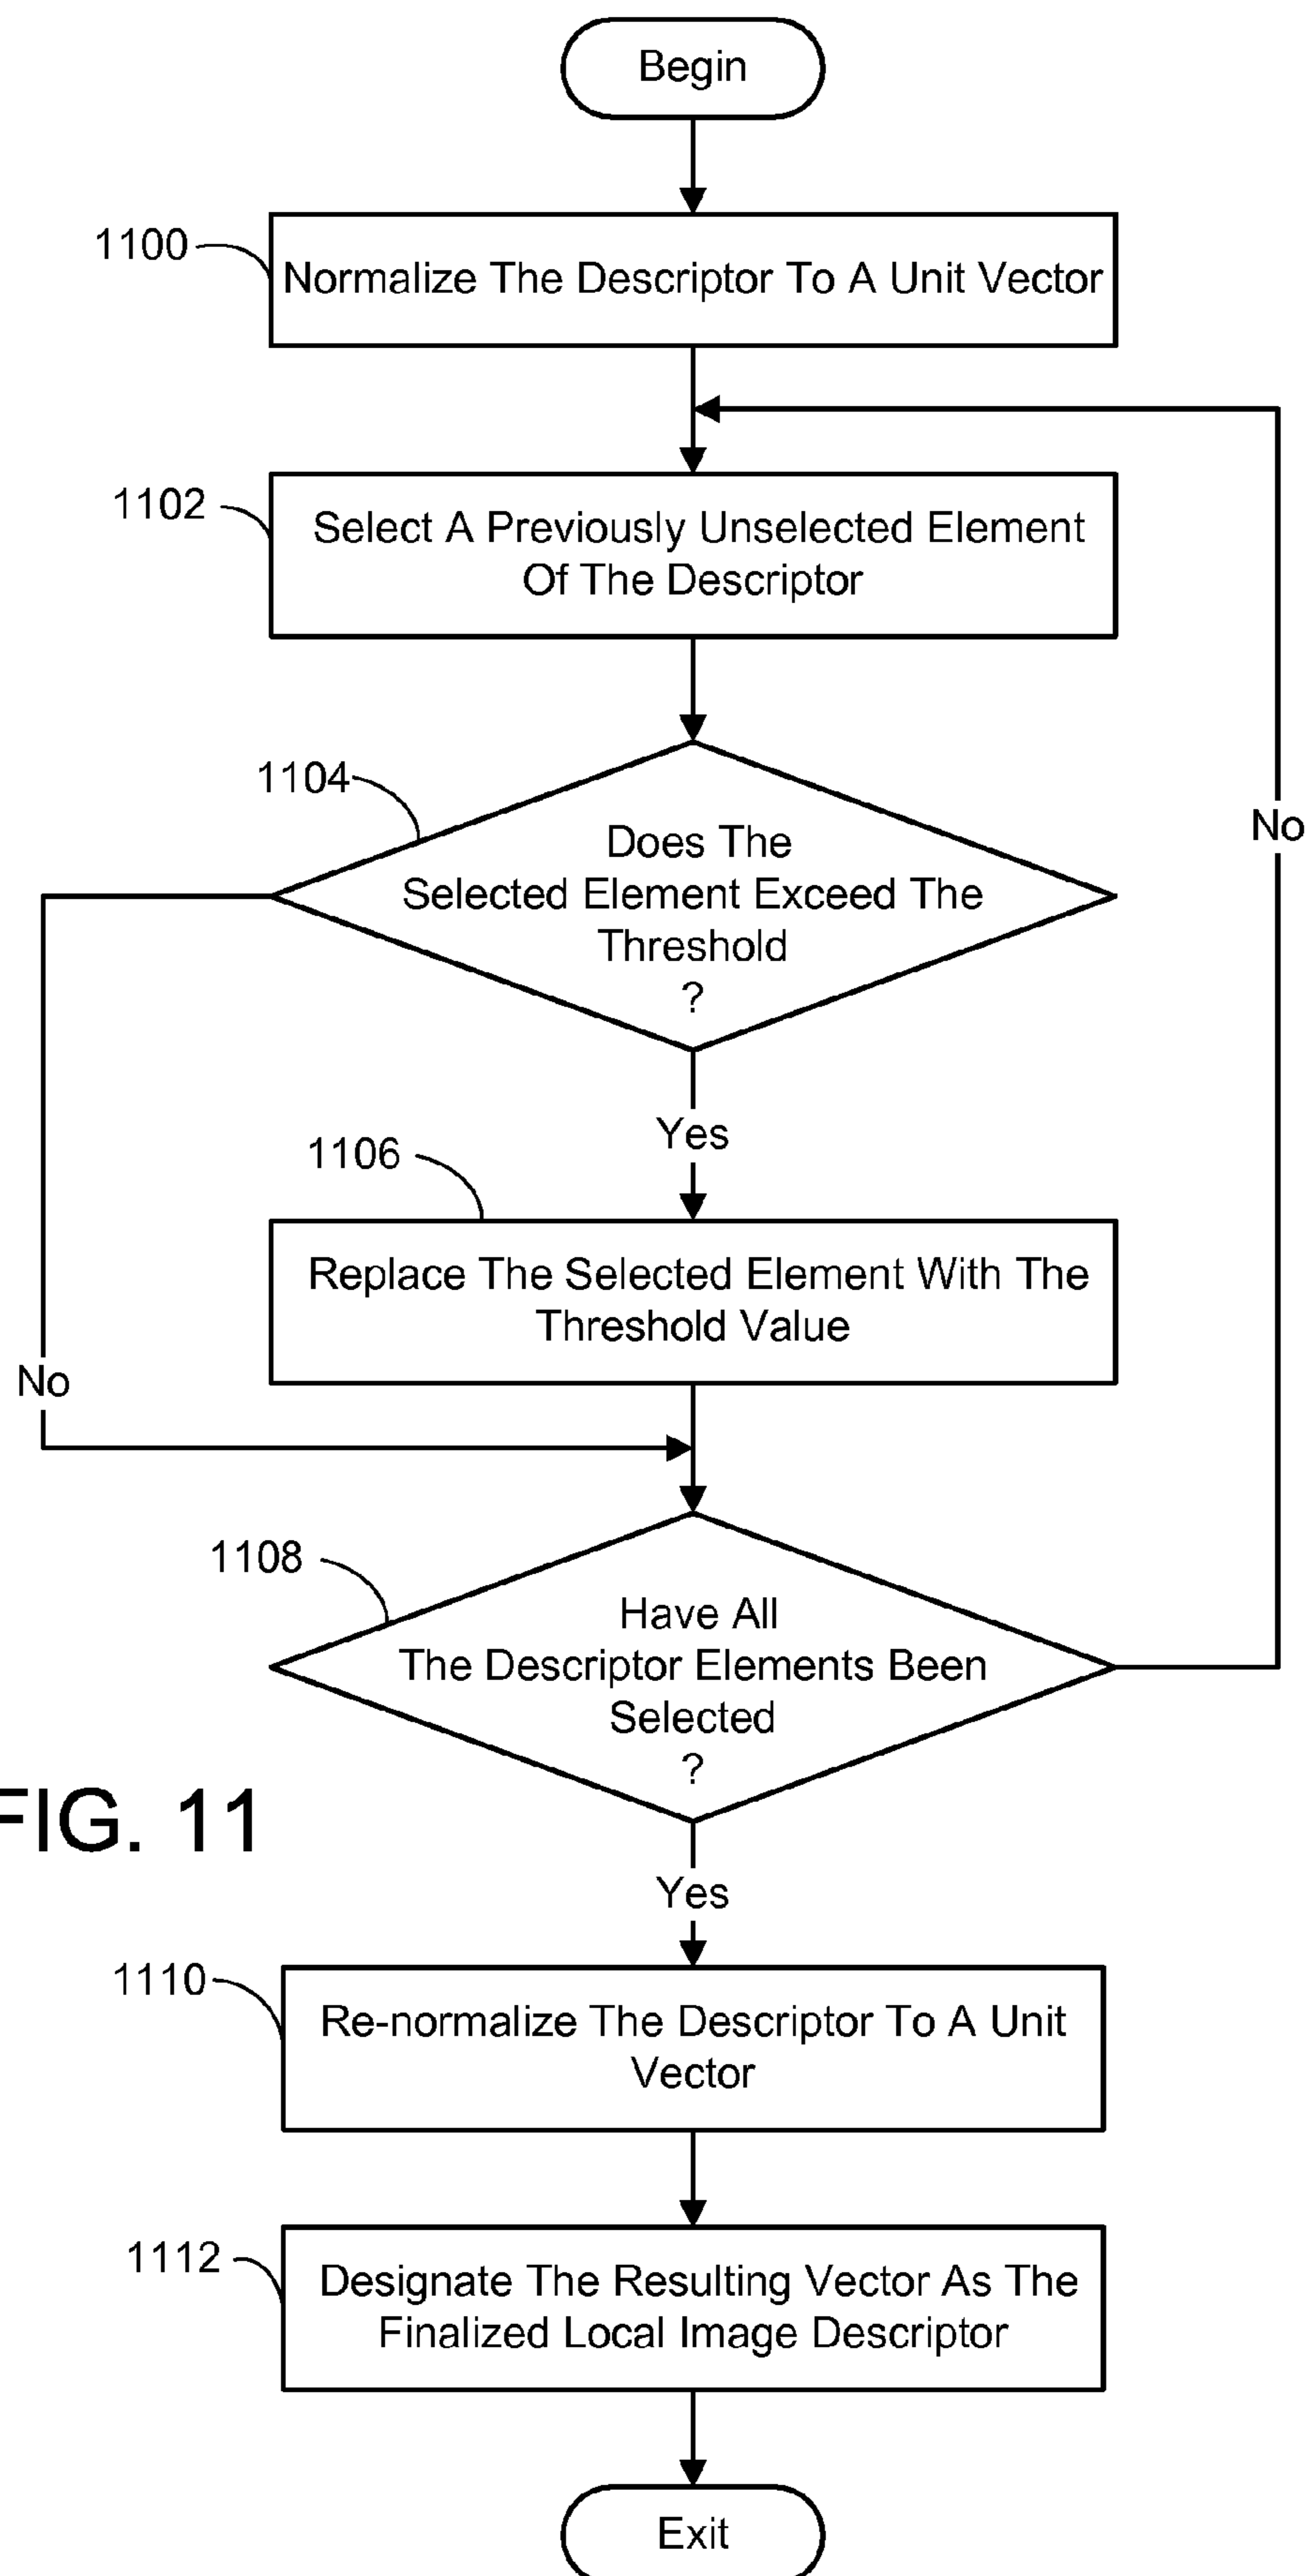 Begin
1100
Normalize The Descriptor To A Unit Vector
1102
Select A Previously Unselected Element
Of The Descriptor
1104
Does The
Selected Element Exceed The
Threshold
?
No
Yes
1106
Replace The Selected Element With The
Threshold Value
No
1108
Have All
The Descriptor Elements Been
Selected
?
FIG. 11
Yes
1110
Re-normalize The Descriptor To A Unit
Vector
1112
Designate The Resulting Vector As The
Finalized Local Image Descriptor
Exit